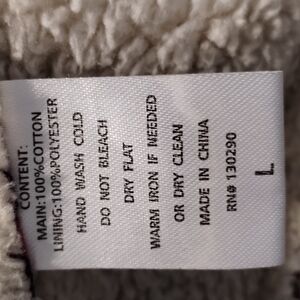 CONTENT:
MAIN:100%COTTON
LINING:100%POLYESTER
HAND WASH COLD
DO NOT BLEACH
DRY FLAT
WARM IRON IF NEEDED
OR DRY CLEAN
MADE IN CHINA
RN@ 130290
L